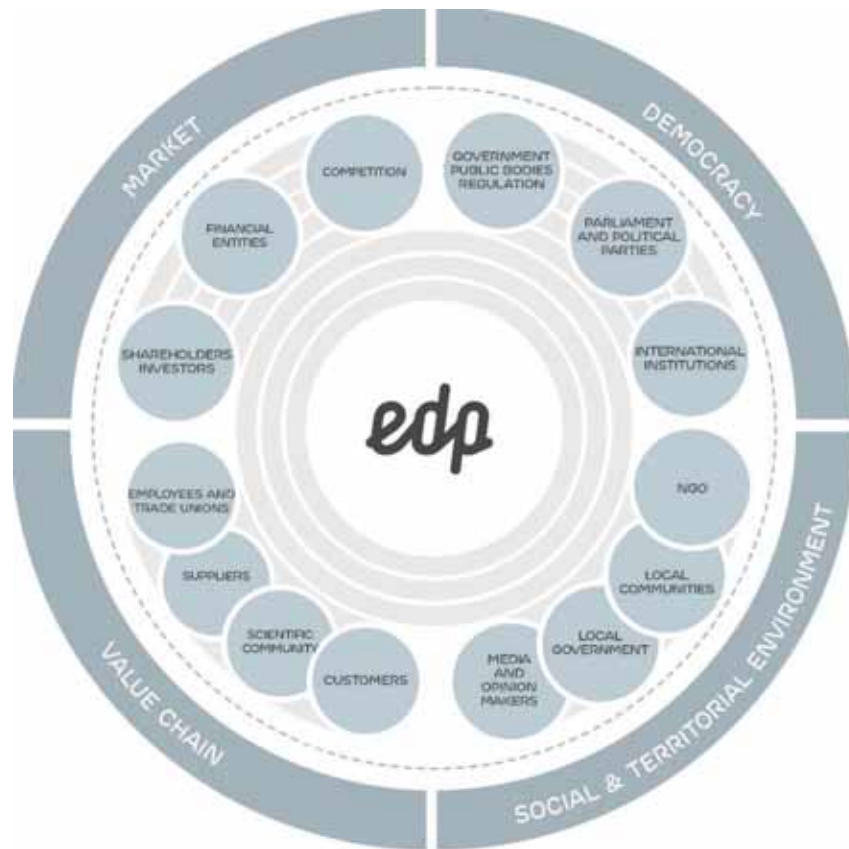 MARKET
DEMOCRACY
COMPETITION
GOVERNMENT
PUBLIC BODIES
REGULATION
FINANCIAL
ENTITIES
PARLIAMENT
AND POLITICAL
PARTIES
SHAREHOLDERS
INVESTORS
INTERNATIONAL
INSTITUTIONS
edp
EMPLOYEES AND
TRADE UNIONS
NGO
SUPPLIERS
LOCAL
COMMUNITIES
SCIENTIFIC
COMMUNITY
LOCAL
GOVERNMENT
CUSTOMERS
MEDIA
AND
OPINION
MAKERS
VALUE CHAIN
SOCIAL & TERRITORIAL ENVIRONMENT